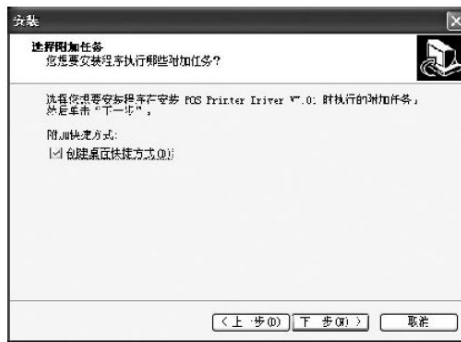 安装
选择附加任务
您想要安装程序执行哪些附加任务？
选择您想要安装程序在安装 POS Printer Driver V7.01 时执行的附加任务，
然后单击“下一步”。
附加快捷方式:
创建桌面快捷方式(D)
<上一步(B) 下一步(N)> 取消